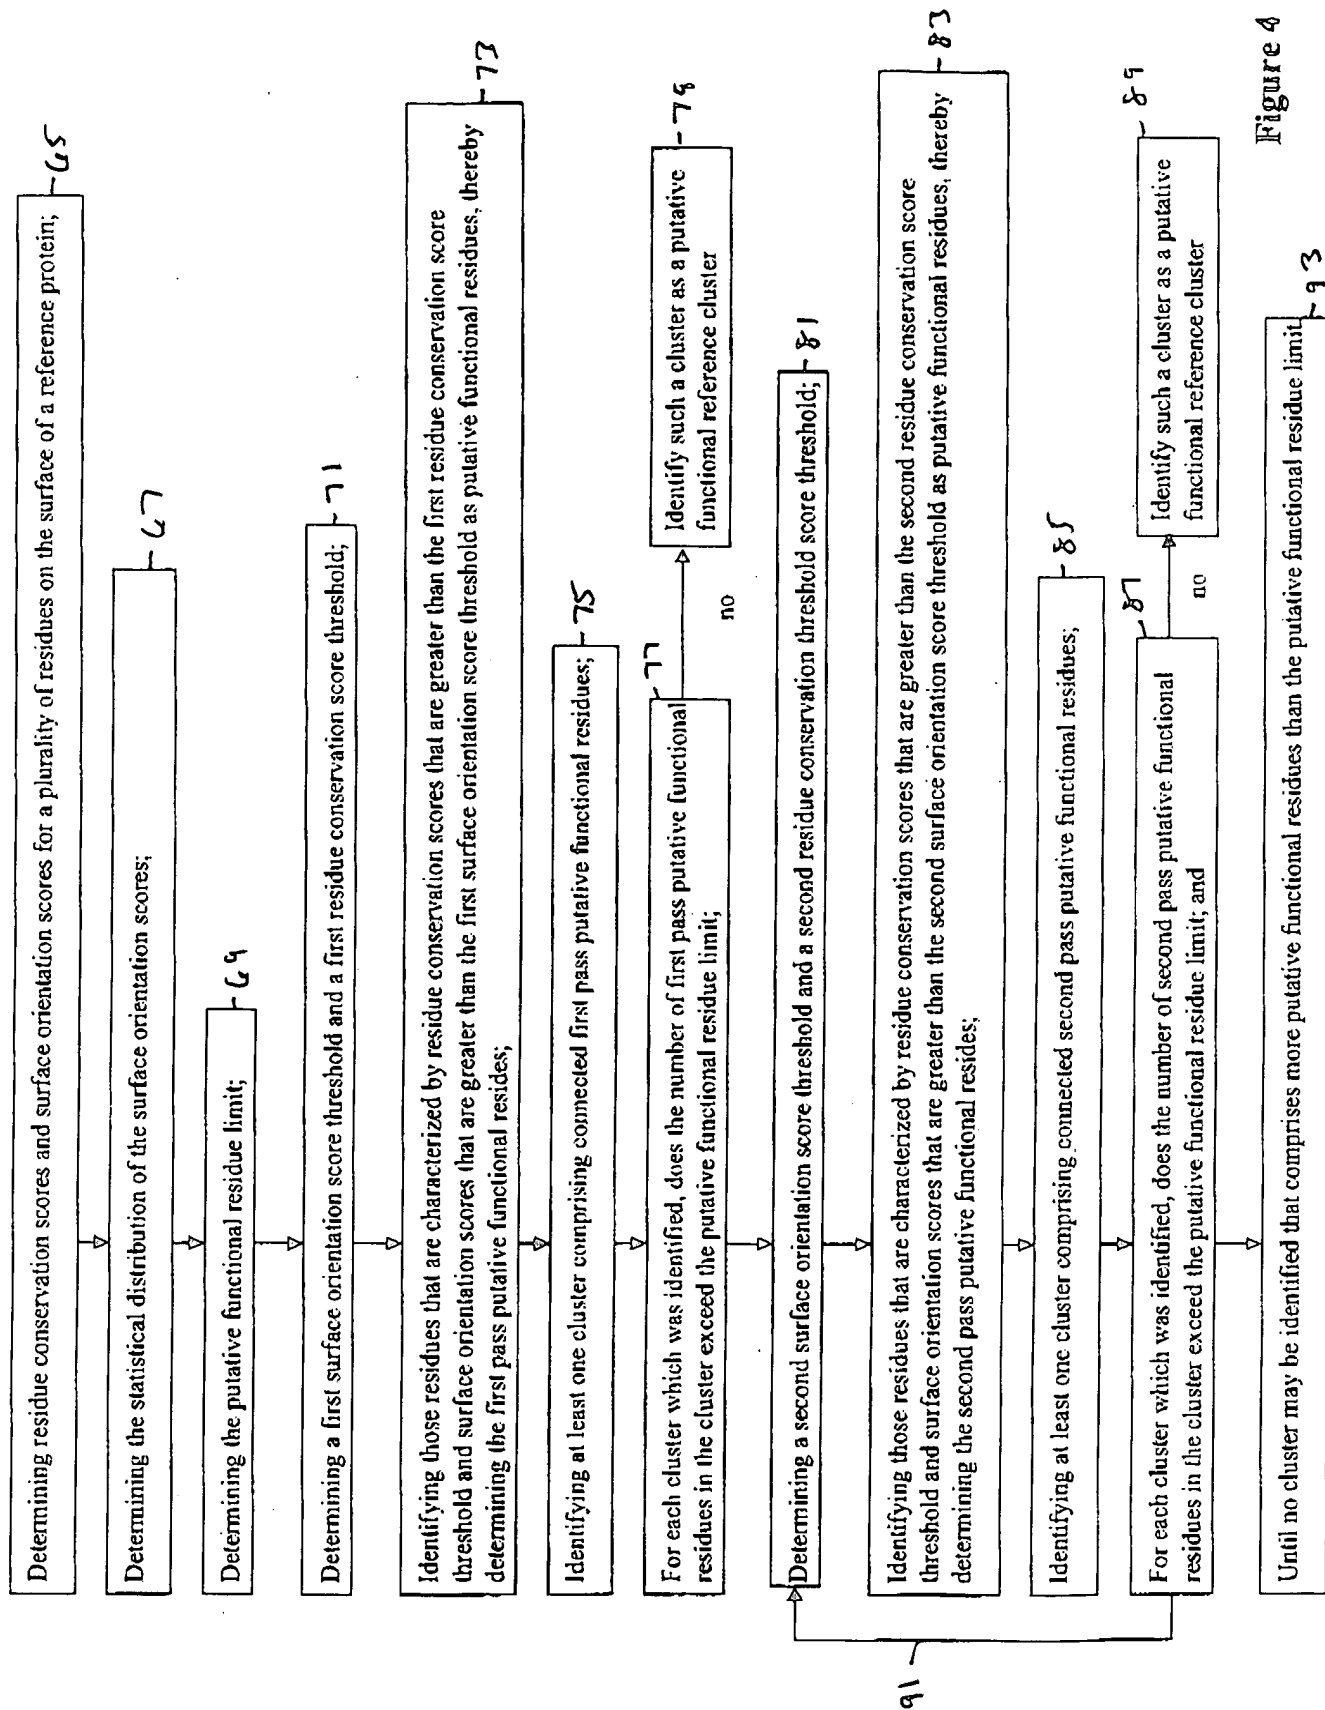 Determining residue conservation scores and surface orientation scores for a plurality of residues on the surface of a reference protein;
65
Determining the statistical distribution of the surface orientation scores;
67
Determining the putative functional residue limit;
69
Determining a first surface orientation score threshold and a first residue conservation score threshold;
71
Identifying those residues that are characterized by residue conservation scores that are greater than the first residue conservation score
threshold and surface orientation scores that are greater than the first surface orientation score threshold as putative functional residues, thereby
determining the first pass putative functional resides;
73
Identifying at least one cluster comprising connected first pass putative functional residues;
75
For each cluster which was identified, does the number of first pass putative functional
residues in the cluster exceed the putative functional residue limit;
77
no
Identify such a cluster as a putative
functional reference cluster
79
Determining a second surface orientation score threshold and a second residue conservation threshold score threshold;
81
Identifying those residues that are characterized by residue conservation scores that are greater than the second residue conservation score
threshold and surface orientation scores that are greater than the second surface orientation score threshold as putative functional residues, thereby
determining the second pass putative functional resides;
83
Identifying at least one cluster comprising connected second pass putative functional residues;
85
For each cluster which was identified, does the number of second pass putative functional
residues in the cluster exceed the putative functional residue limit; and
87
no
Identify such a cluster as a putative
functional reference cluster
89
91
Until no cluster may be identified that comprises more putative functional residues than the putative functional residue limit
93
Figure 4